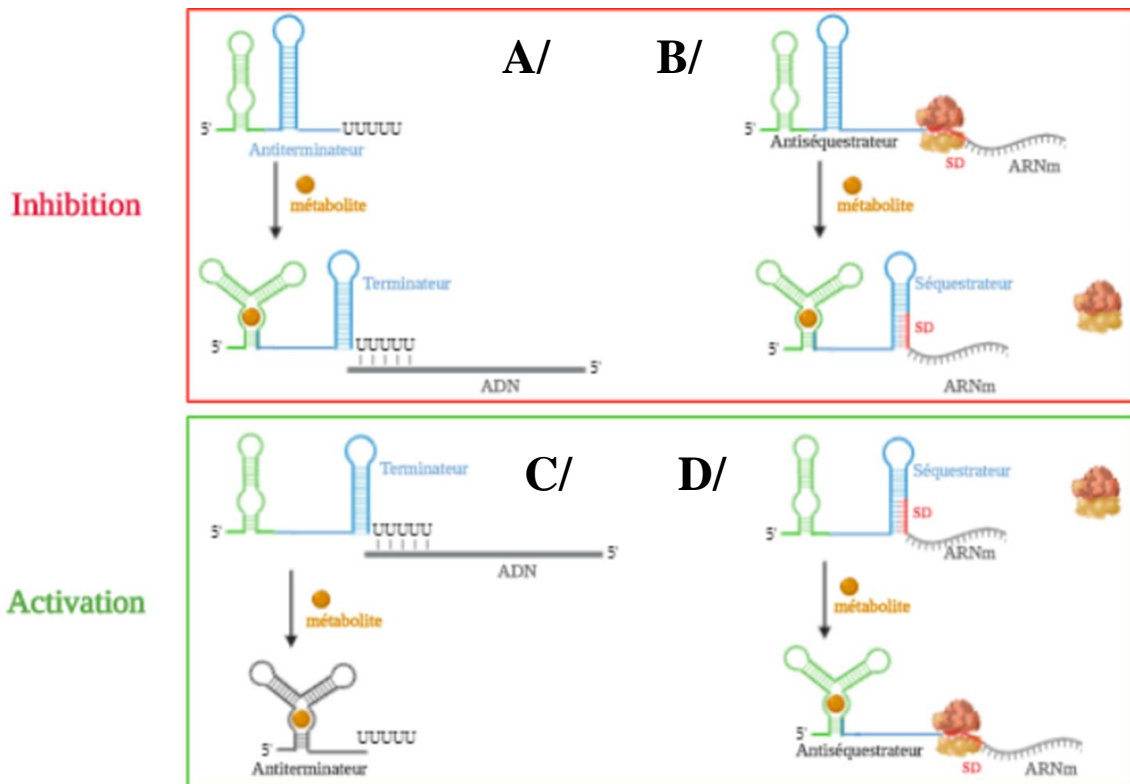 A/
B/
5'
UUUUU
Antiterminateur
métabolite
5'
Antiséquestrateur
SD
ARNm
métabolite
Inhibition
Terminateur
5'
UUUUU
5'
ADN
Séquestrateur
SD
5'
ARNm
C/
D/
Terminateur
5'
UUUUU
5'
ADN
métabolite
5'
UUUUU
Antiterminateur
Séquestrateur
SD
5'
ARNm
métabolite
5'
Antiséquestrateur
SD
ARNm
Activation